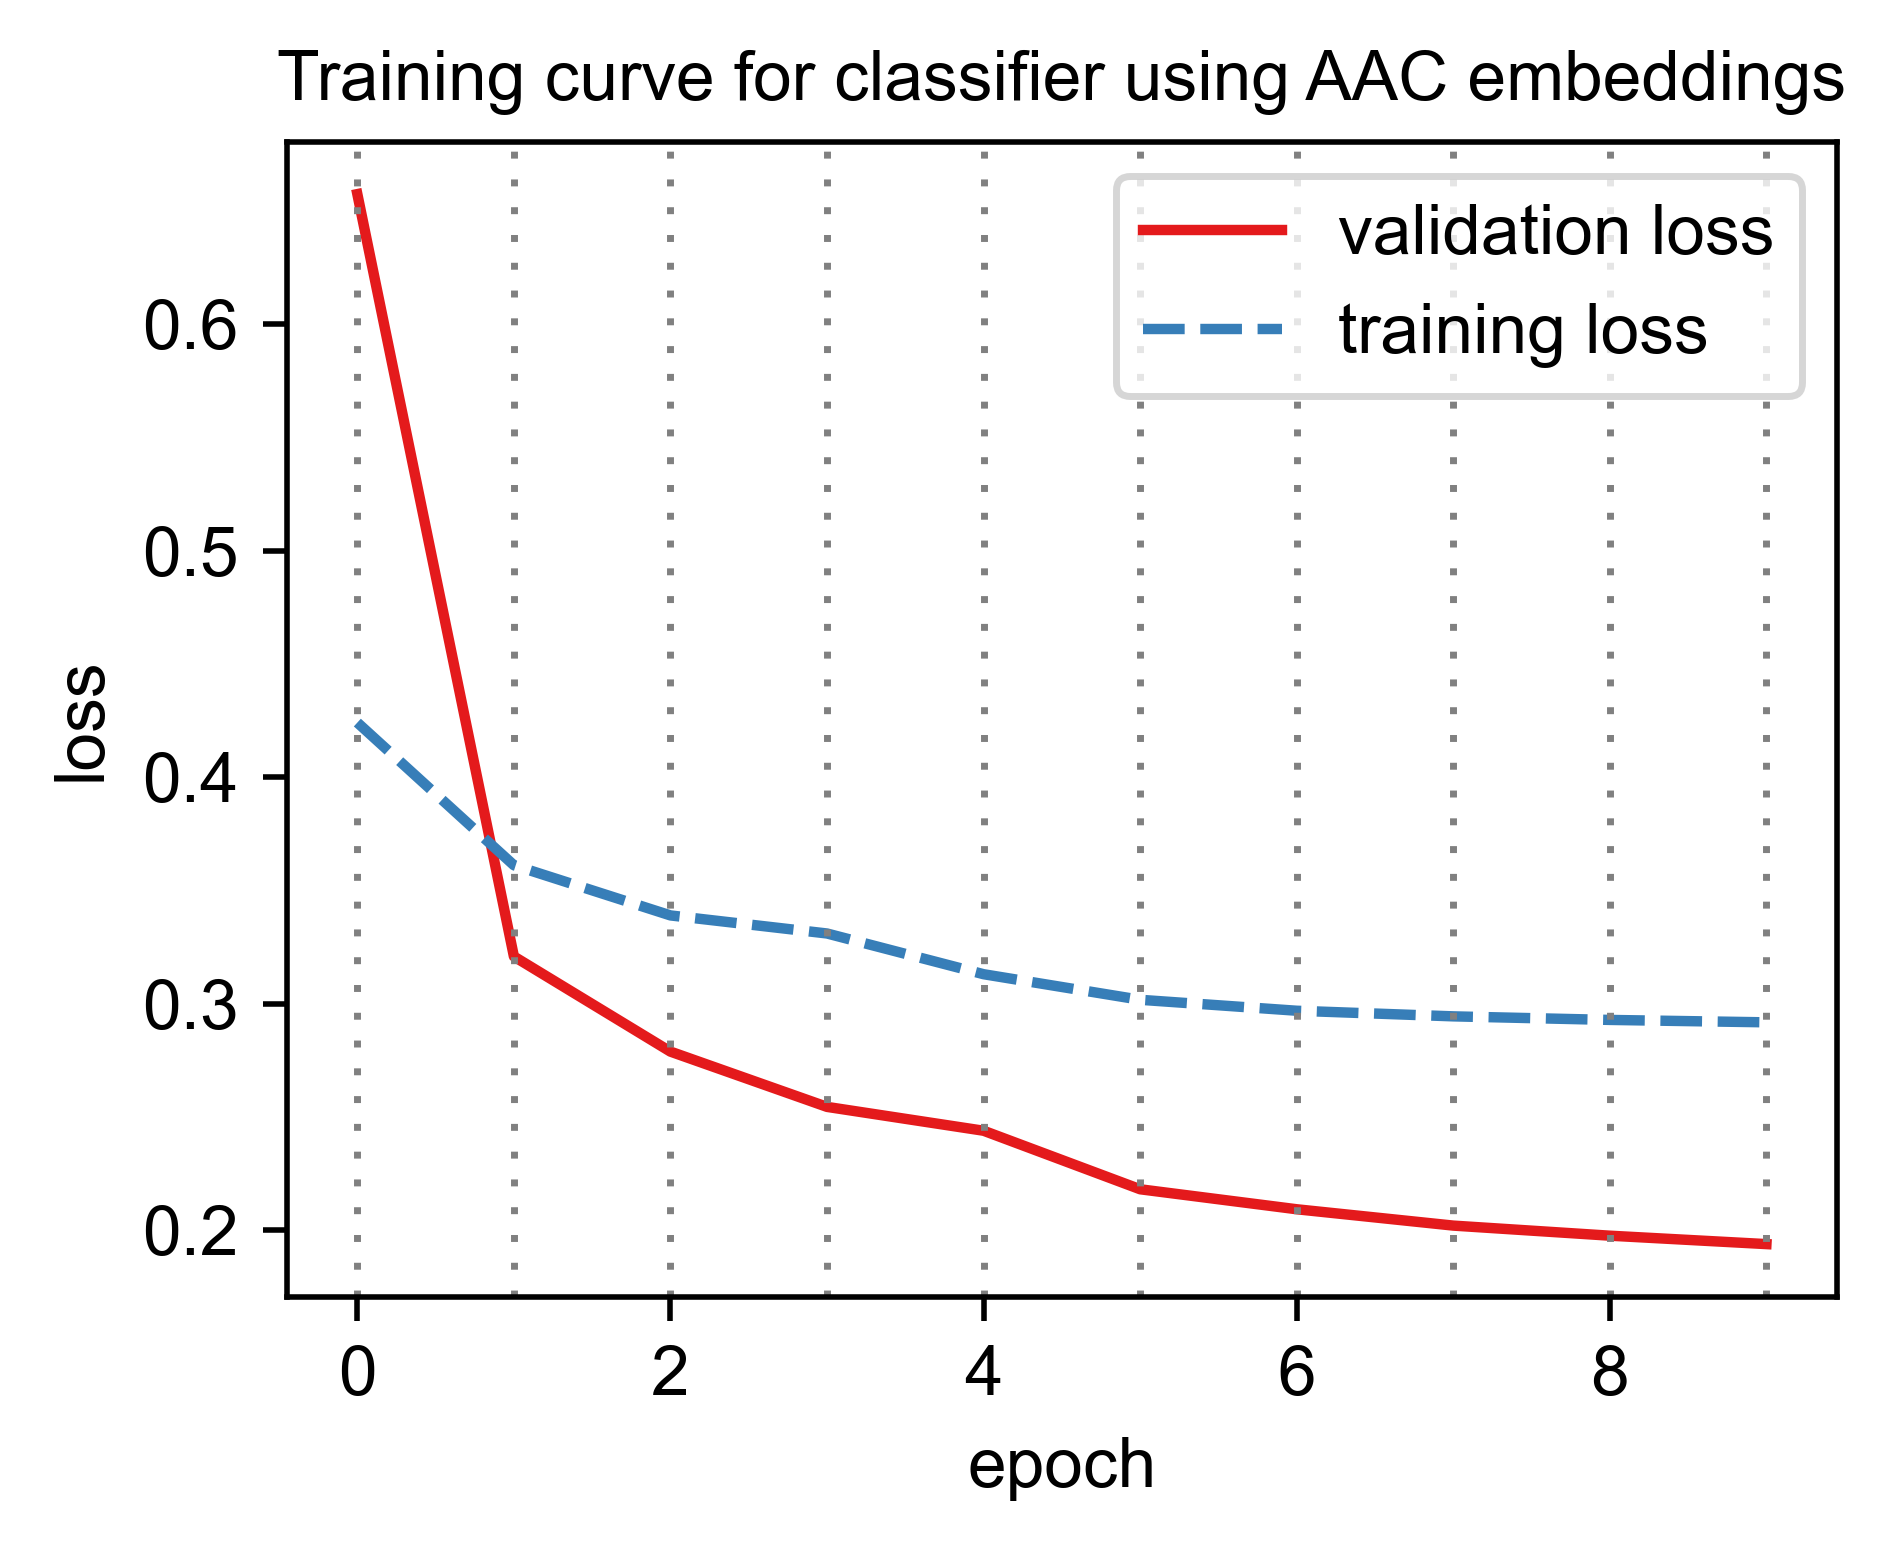 Training curve for classifier using AAC embeddings
validation loss
training loss
0.6
0.5
0.4
0.3
0.2
loss
0 2 4 6 8
epoch